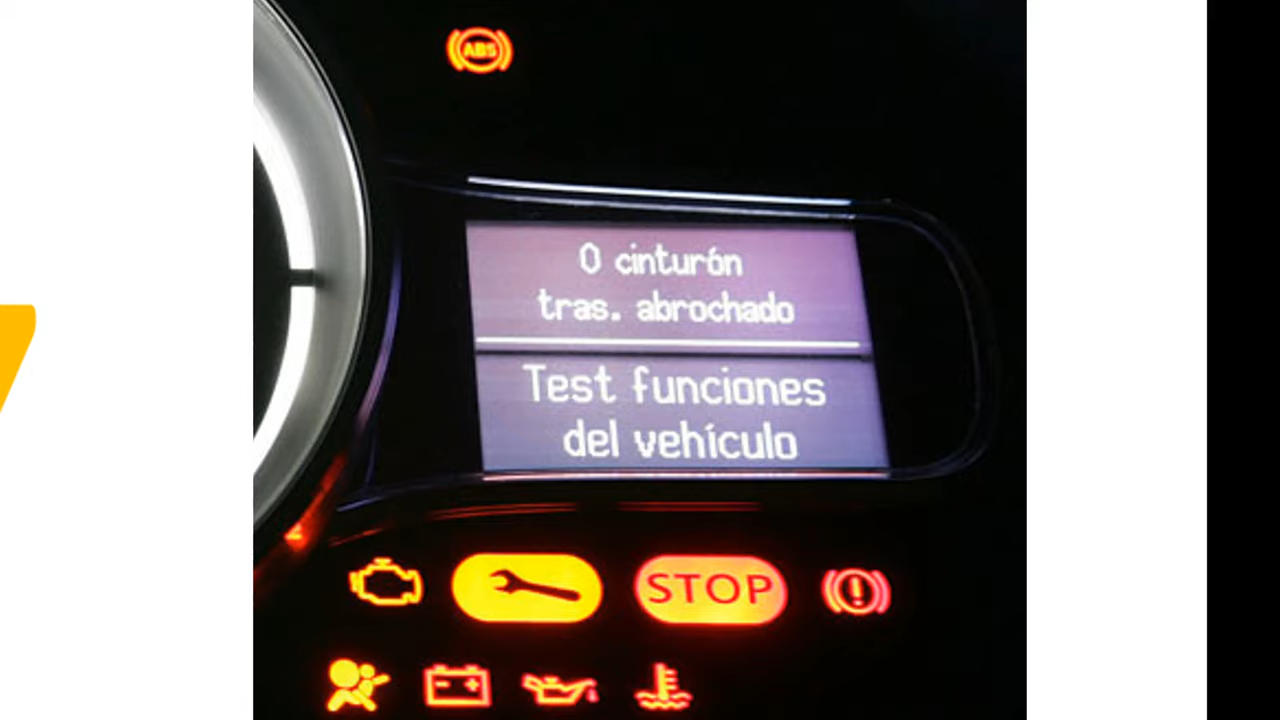 ABS
0 cinturón
tras. abrochado
Test funciones
del vehículo
STOP